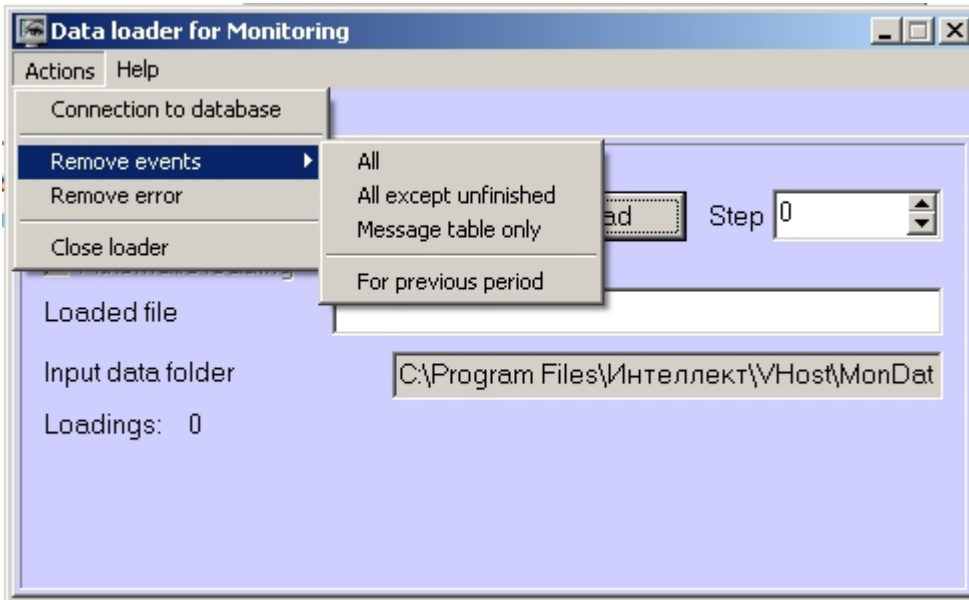 Data loader for Monitoring
Actions Help
Connection to database
Remove events
Remove error
Close loader
All
All except unfinished
Message table only
For previous period
Step 0
Loaded file
Input data folder C:\Program Files\Интеллект\VHost\MonDat
Loadings: 0